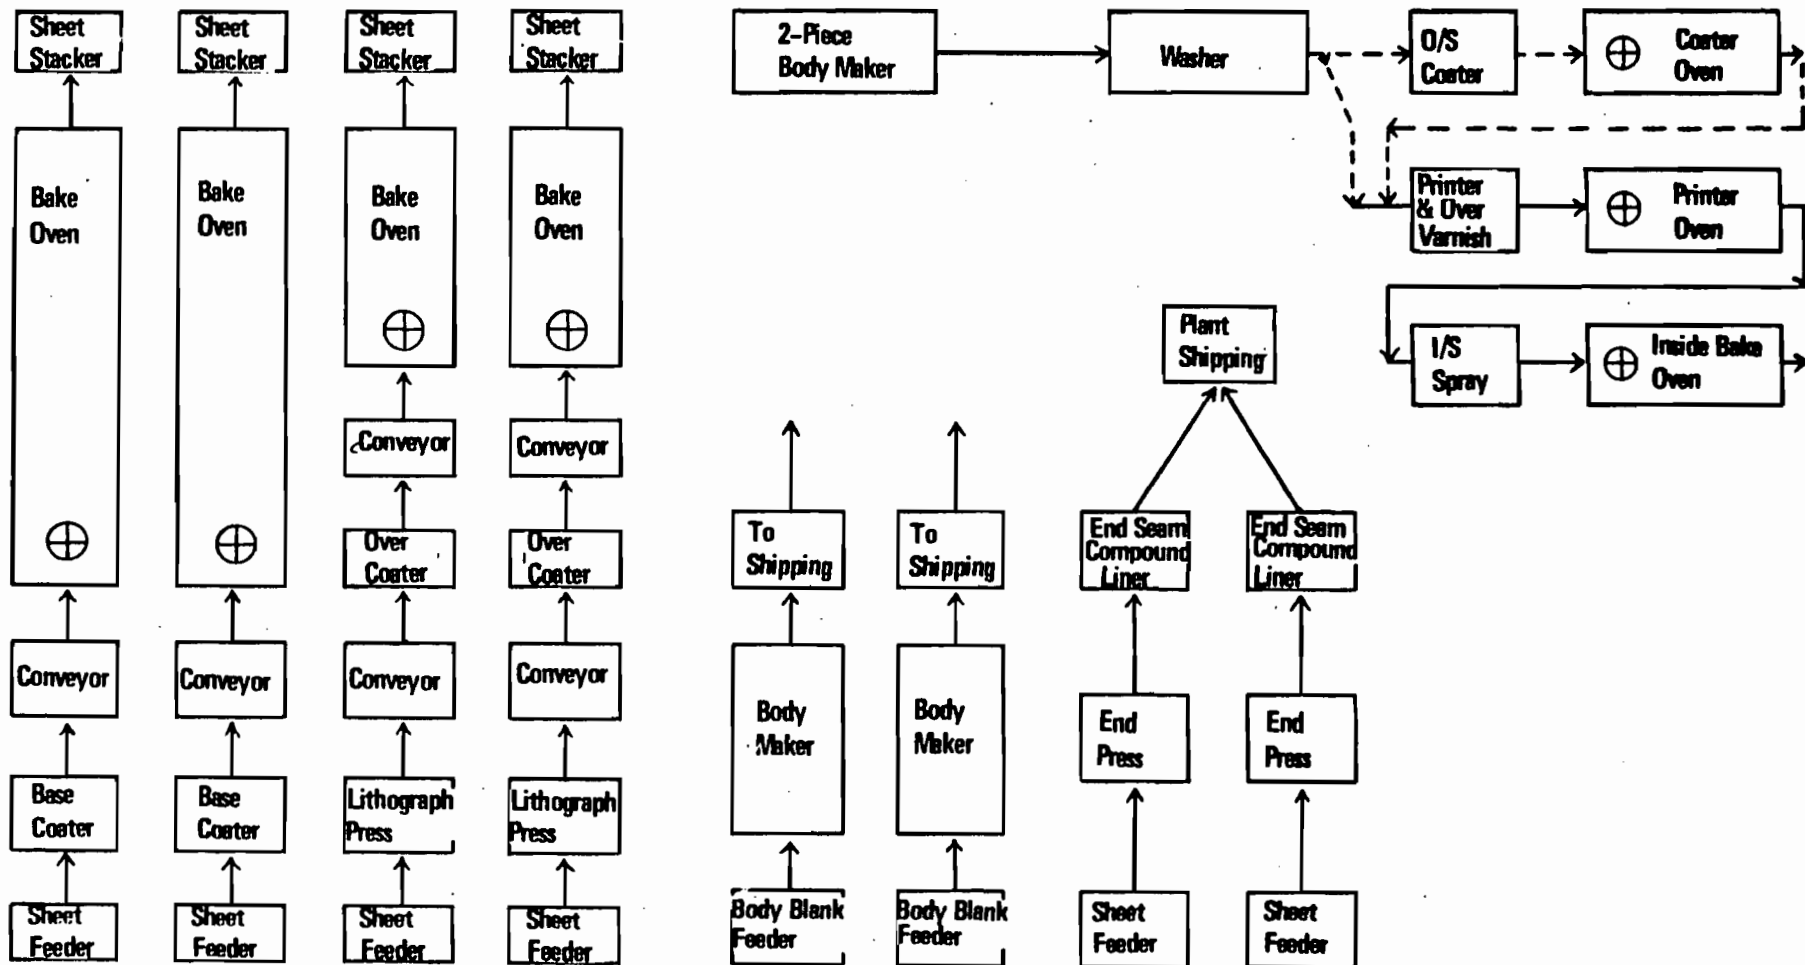 Sheet
Stacker
Sheet
Stacker
Sheet
Stacker
Sheet
Stacker
Bake
Oven
Bake
Oven
Bake
Oven
Bake
Oven
Conveyor
Conveyor
Over
Coater
Over
Coater
Conveyor
Conveyor
Conveyor
Conveyor
Base
Coater
Base
Coater
Lithograph
Press
Lithograph
Press
Sheet
Feeder
Sheet
Feeder
Sheet
Feeder
Sheet
Feeder
2-Piece
Body Maker
Washer
O/S
Coater
Coater
Oven
Printer
& Over
Varnish
Printer
Oven
I/S
Spray
Inside Bake
Oven
Plant
Shipping
To
Shipping
To
Shipping
End Seam
Compound
Liner
End Seam
Compound
Liner
Body
Maker
Body
Maker
End
Press
End
Press
Body Blank
Feeder
Body Blank
Feeder
Sheet
Feeder
Sheet
Feeder